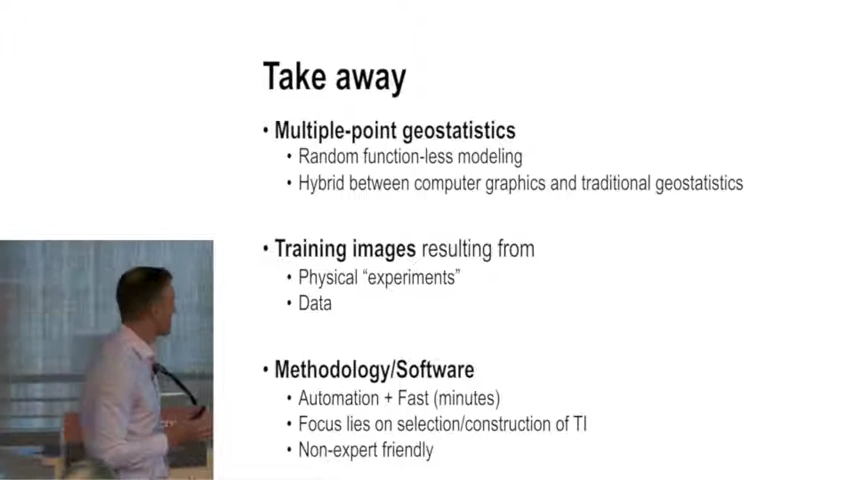 Take away
• Multiple-point geostatistics
• Random function-less modeling
• Hybrid between computer graphics and traditional geostatistics
• Training images resulting from
• Physical “experiments”
• Data
• Methodology/Software
• Automation + Fast (minutes)
• Focus lies on selection/construction of TI
• Non-expert friendly